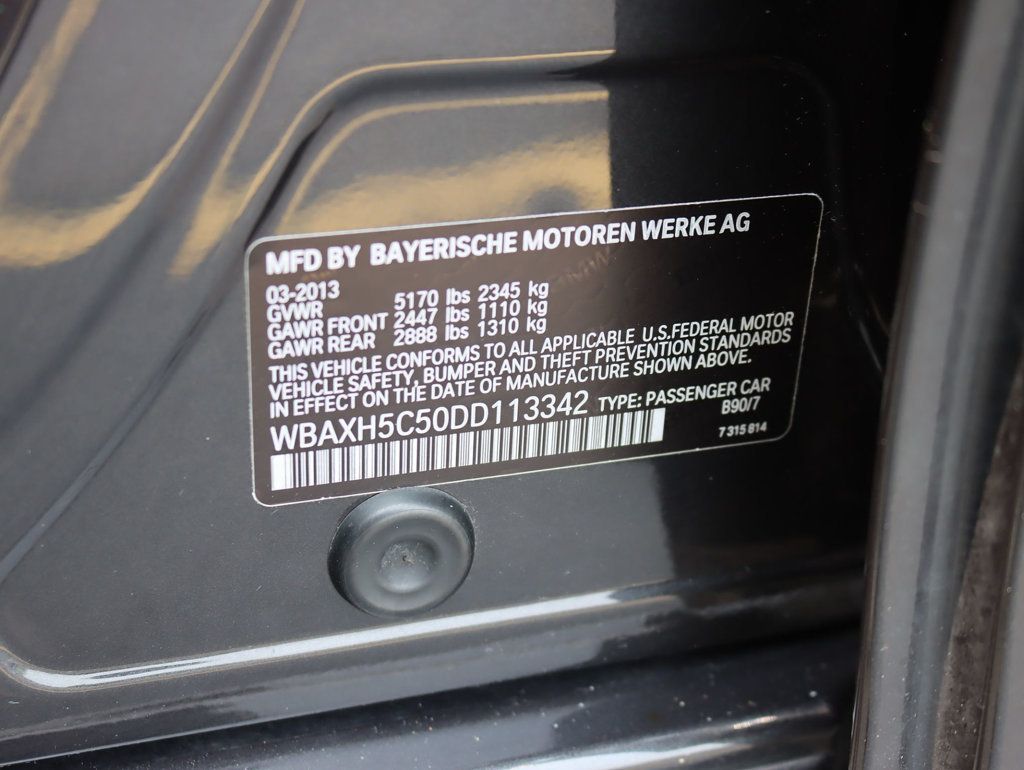 MFD BY BAYERISCHE MOTOREN WERKE AG
03-2013
GVWR 5170 lbs 2345 kg
GAWR FRONT 2447 lbs 1110 kg
GAWR REAR 2888 lbs 1310 kg
THIS VEHICLE CONFORMS TO ALL APPLICABLE U.S.FEDERAL MOTOR
VEHICLE SAFETY, BUMPER AND THEFT PREVENTION STANDARDS
IN EFFECT ON THE DATE OF MANUFACTURE SHOWN ABOVE.
WBAXH5C50DD113342 TYPE: PASSENGER CAR
B90/7
7 315 814